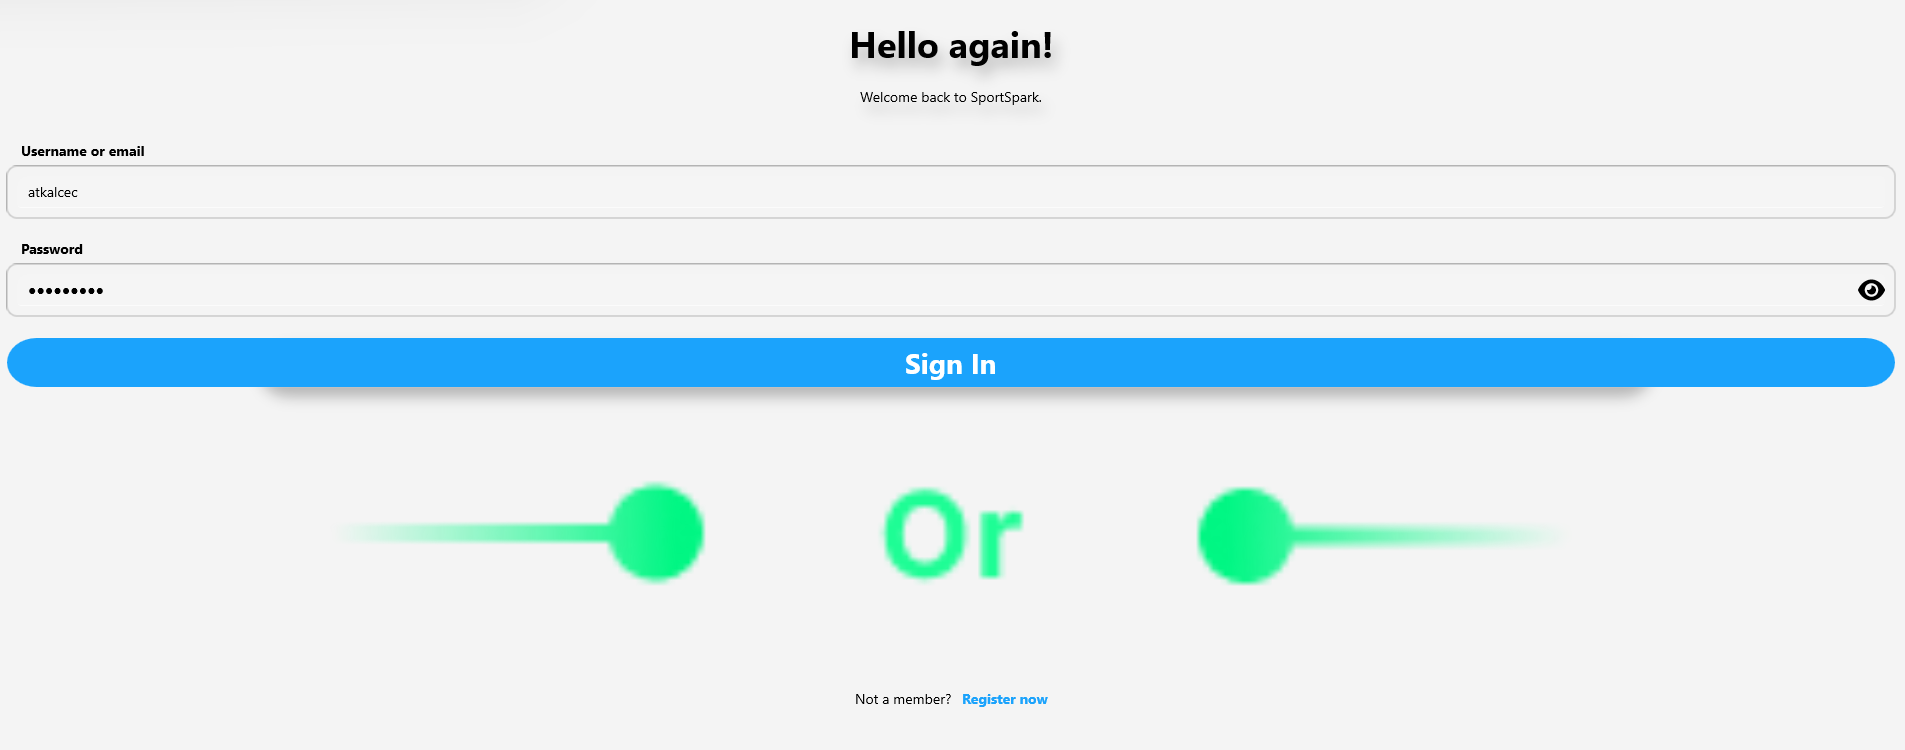 Hello again!
Welcome back to SportSpark.
Username or email
atkalcec
Password
•••••••••
Sign In
Or
Not a member? Register now